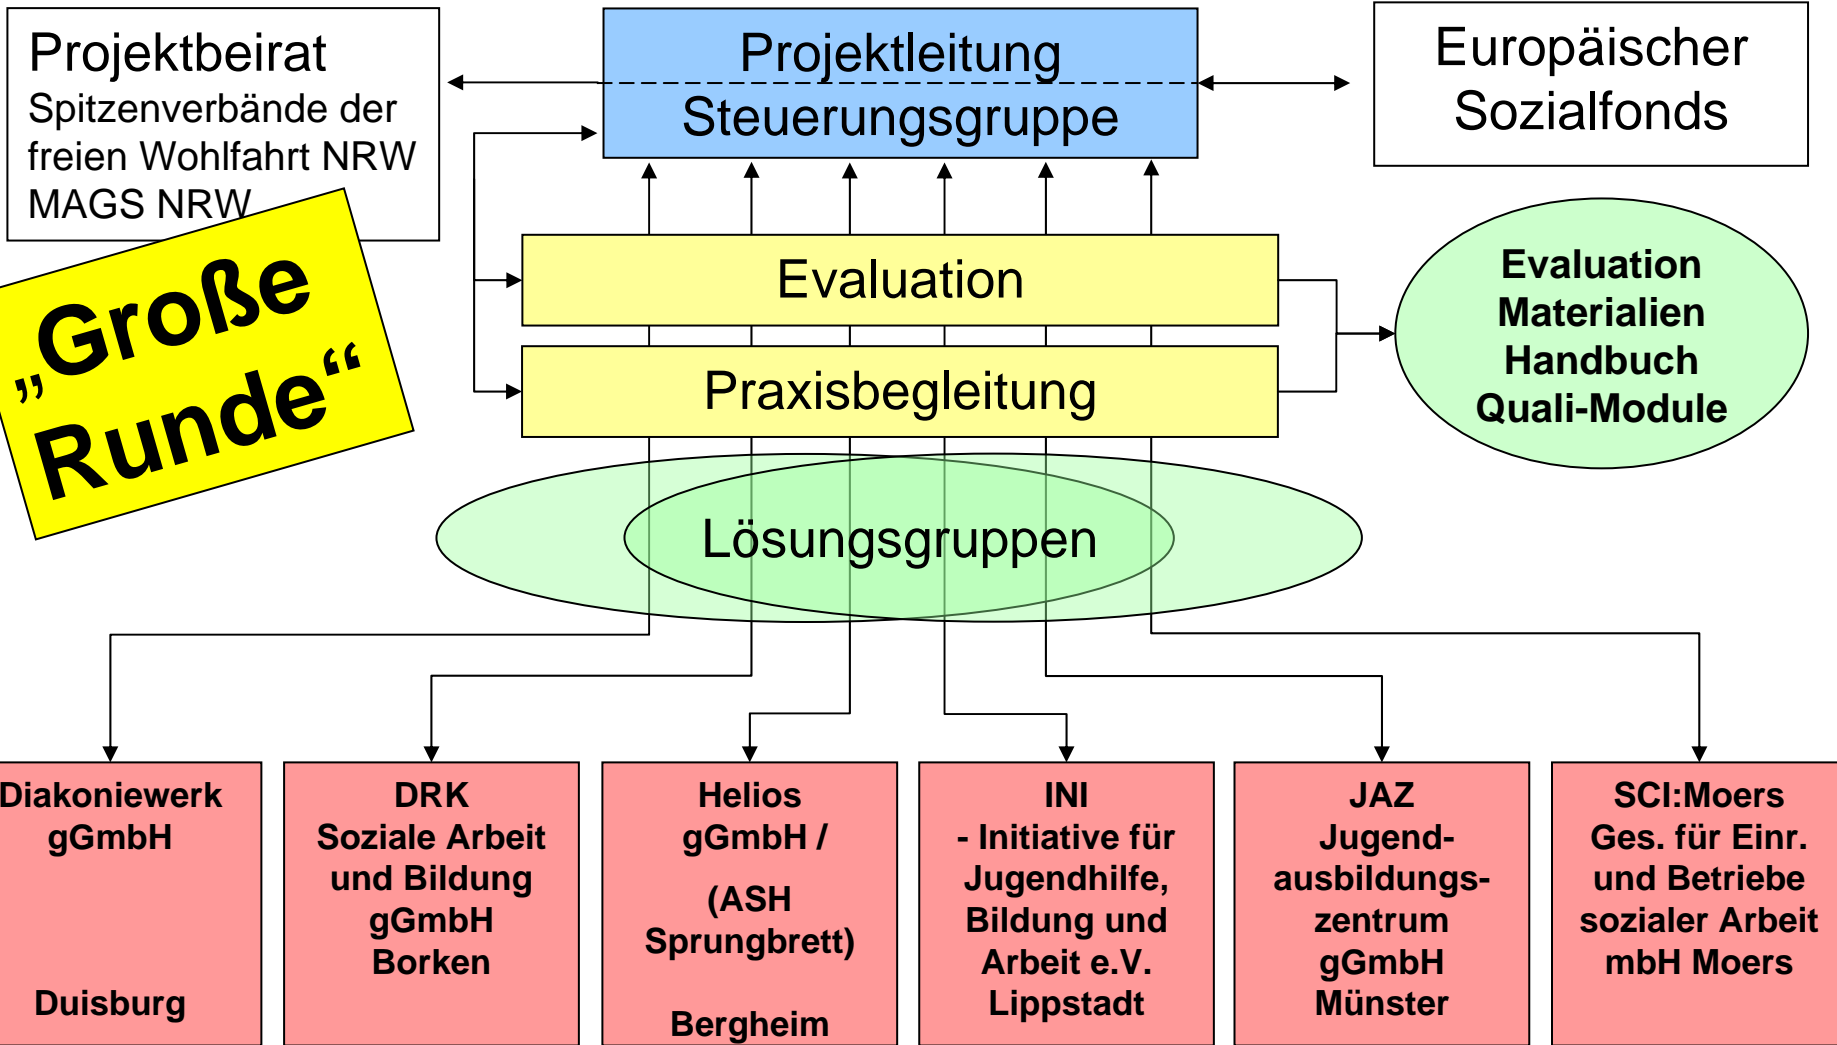 Projektbeirat
Spitzenverbände der
freien Wohlfahrt NRW
MAGS NRW
Projektleitung
Steuerungsgruppe
Europäischer
Sozialfonds
„Große
Runde“
Evaluation
Praxisbegleitung
Evaluation
Materialien
Handbuch
Quali-Module
Lösungsgruppen
Diakoniewerk
gGmbH
Duisburg
DRK
Soziale Arbeit
und Bildung
gGmbH
Borken
Helios
gGmbH /
(ASH
Sprungbrett)
Bergheim
INI
- Initiative für
Jugendhilfe,
Bildung und
Arbeit e.V.
Lippstadt
JAZ
Jugend-
ausbildungs-
zentrum
gGmbH
Münster
SCI:Moers
Ges. für Einr.
und Betriebe
sozialer Arbeit
mbH Moers